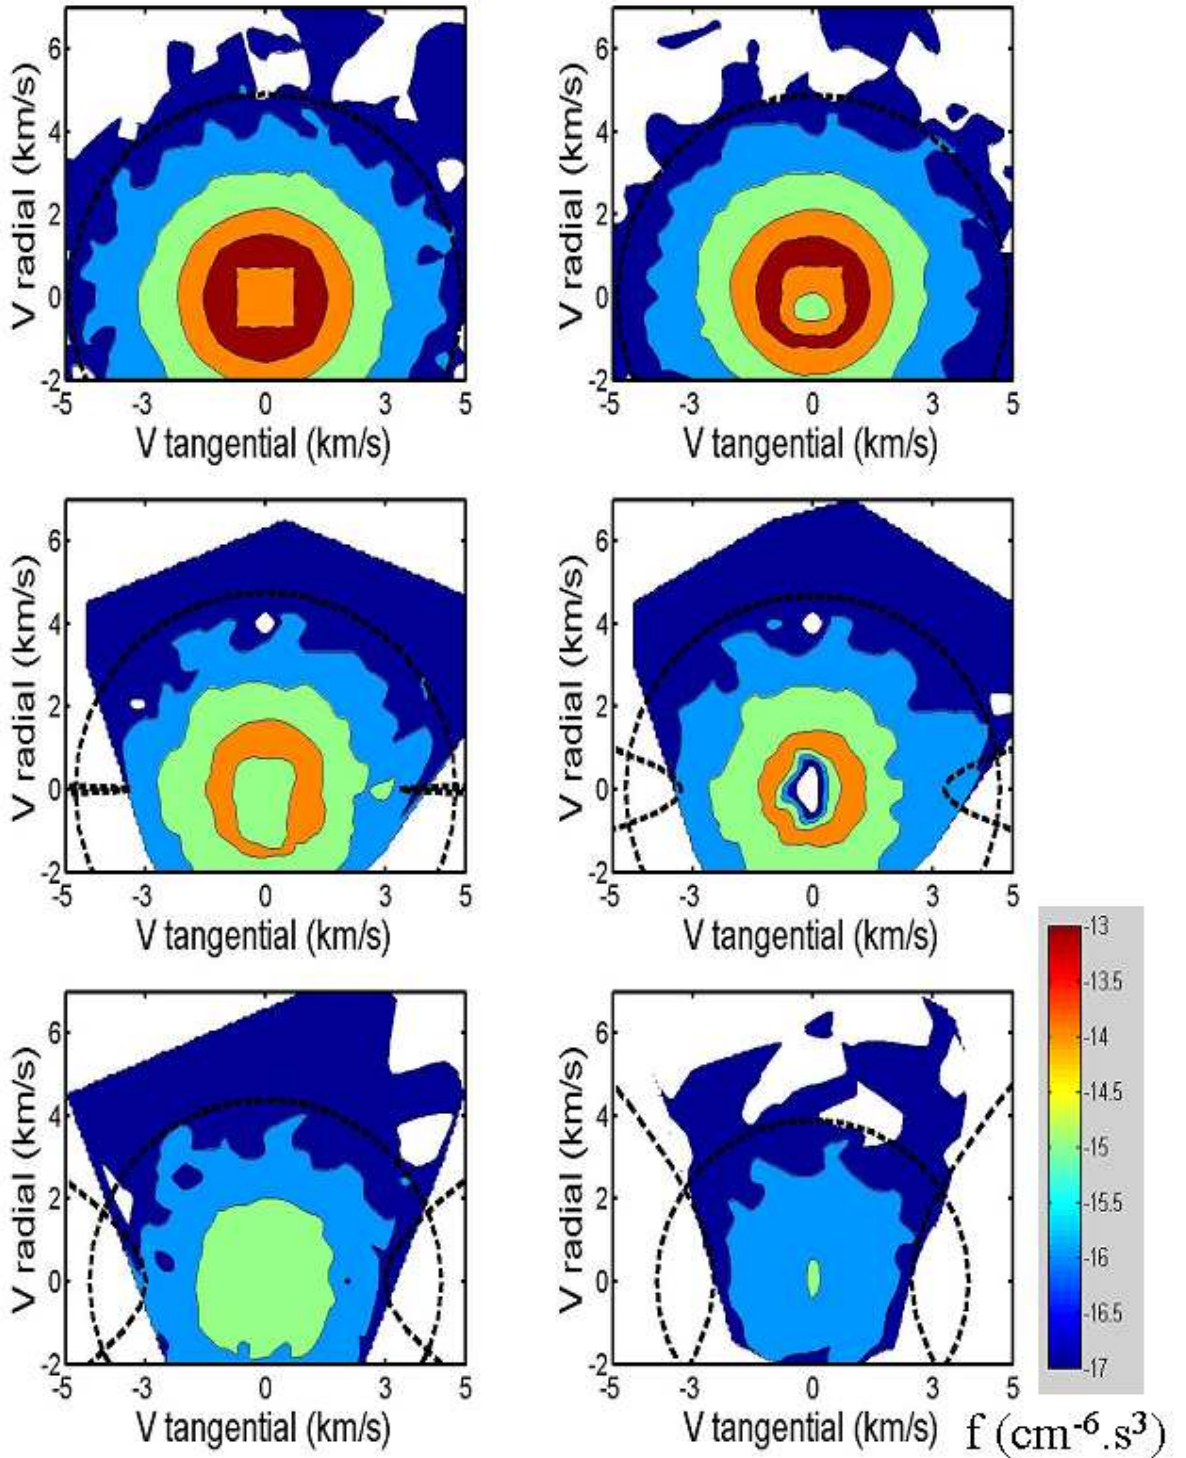 V radial (km/s)
6
4
2
0
-2
-5 -3 0 3 5
V tangential (km/s)
V radial (km/s)
6
4
2
0
-2
-5 -3 0 3 5
V tangential (km/s)
V radial (km/s)
6
4
2
0
-2
-5 -3 0 3 5
V tangential (km/s)
V radial (km/s)
6
4
2
0
-2
-5 -3 0 3 5
V tangential (km/s)
V radial (km/s)
6
4
2
0
-2
-5 -3 0 3 5
V tangential (km/s)
V radial (km/s)
6
4
2
0
-2
-5 -3 0 3 5
V tangential (km/s)
-13
-13.5
-14
-14.5
-15
-15.5
-16
-16.5
-17
f (cm⁻⁶.s³)